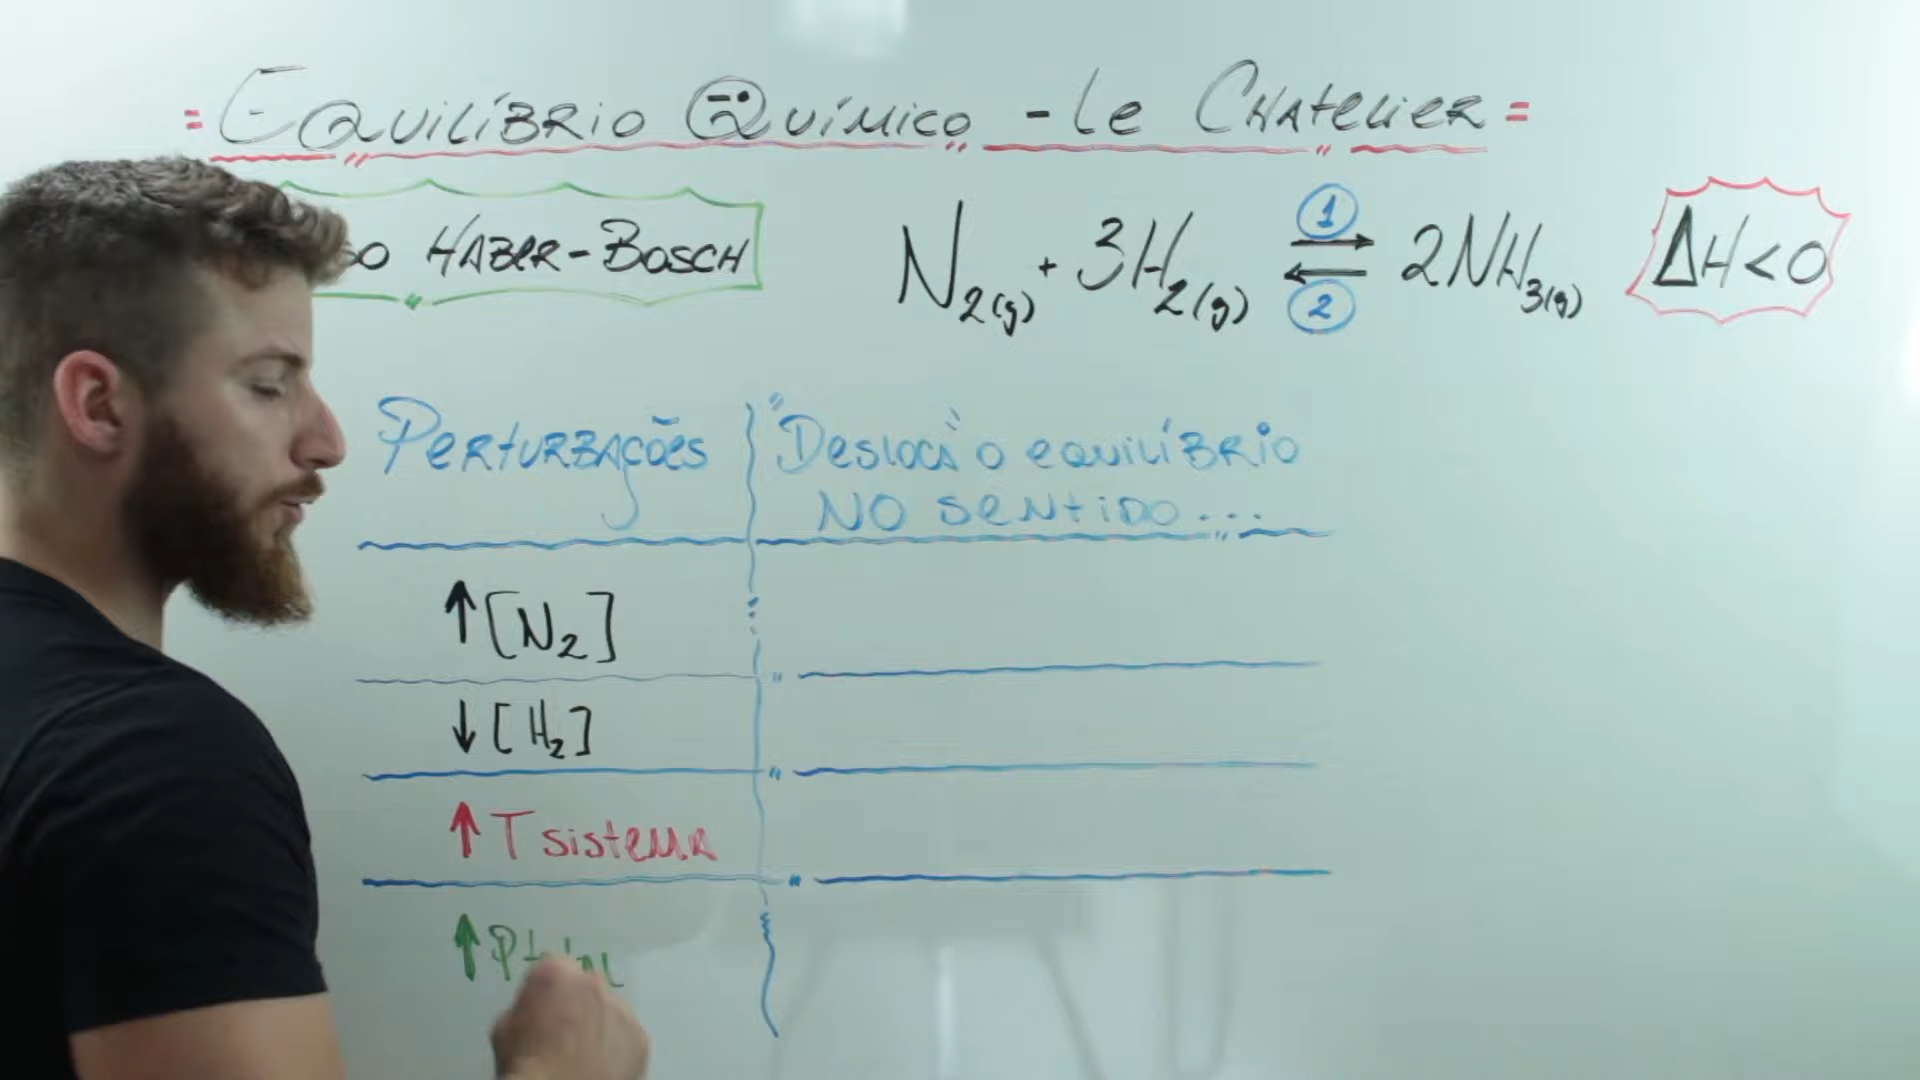 = Equilíbrio Químico - Le Chatelier =
Haber-Bosch
N2(g) + 3H2(g) 1 ⇌ 2 2NH3(g) ΔH<0
Perturbações "Desloca" o equilíbrio
no sentido...
↑[N2]
↓[H2]
↑T sistema
↑P